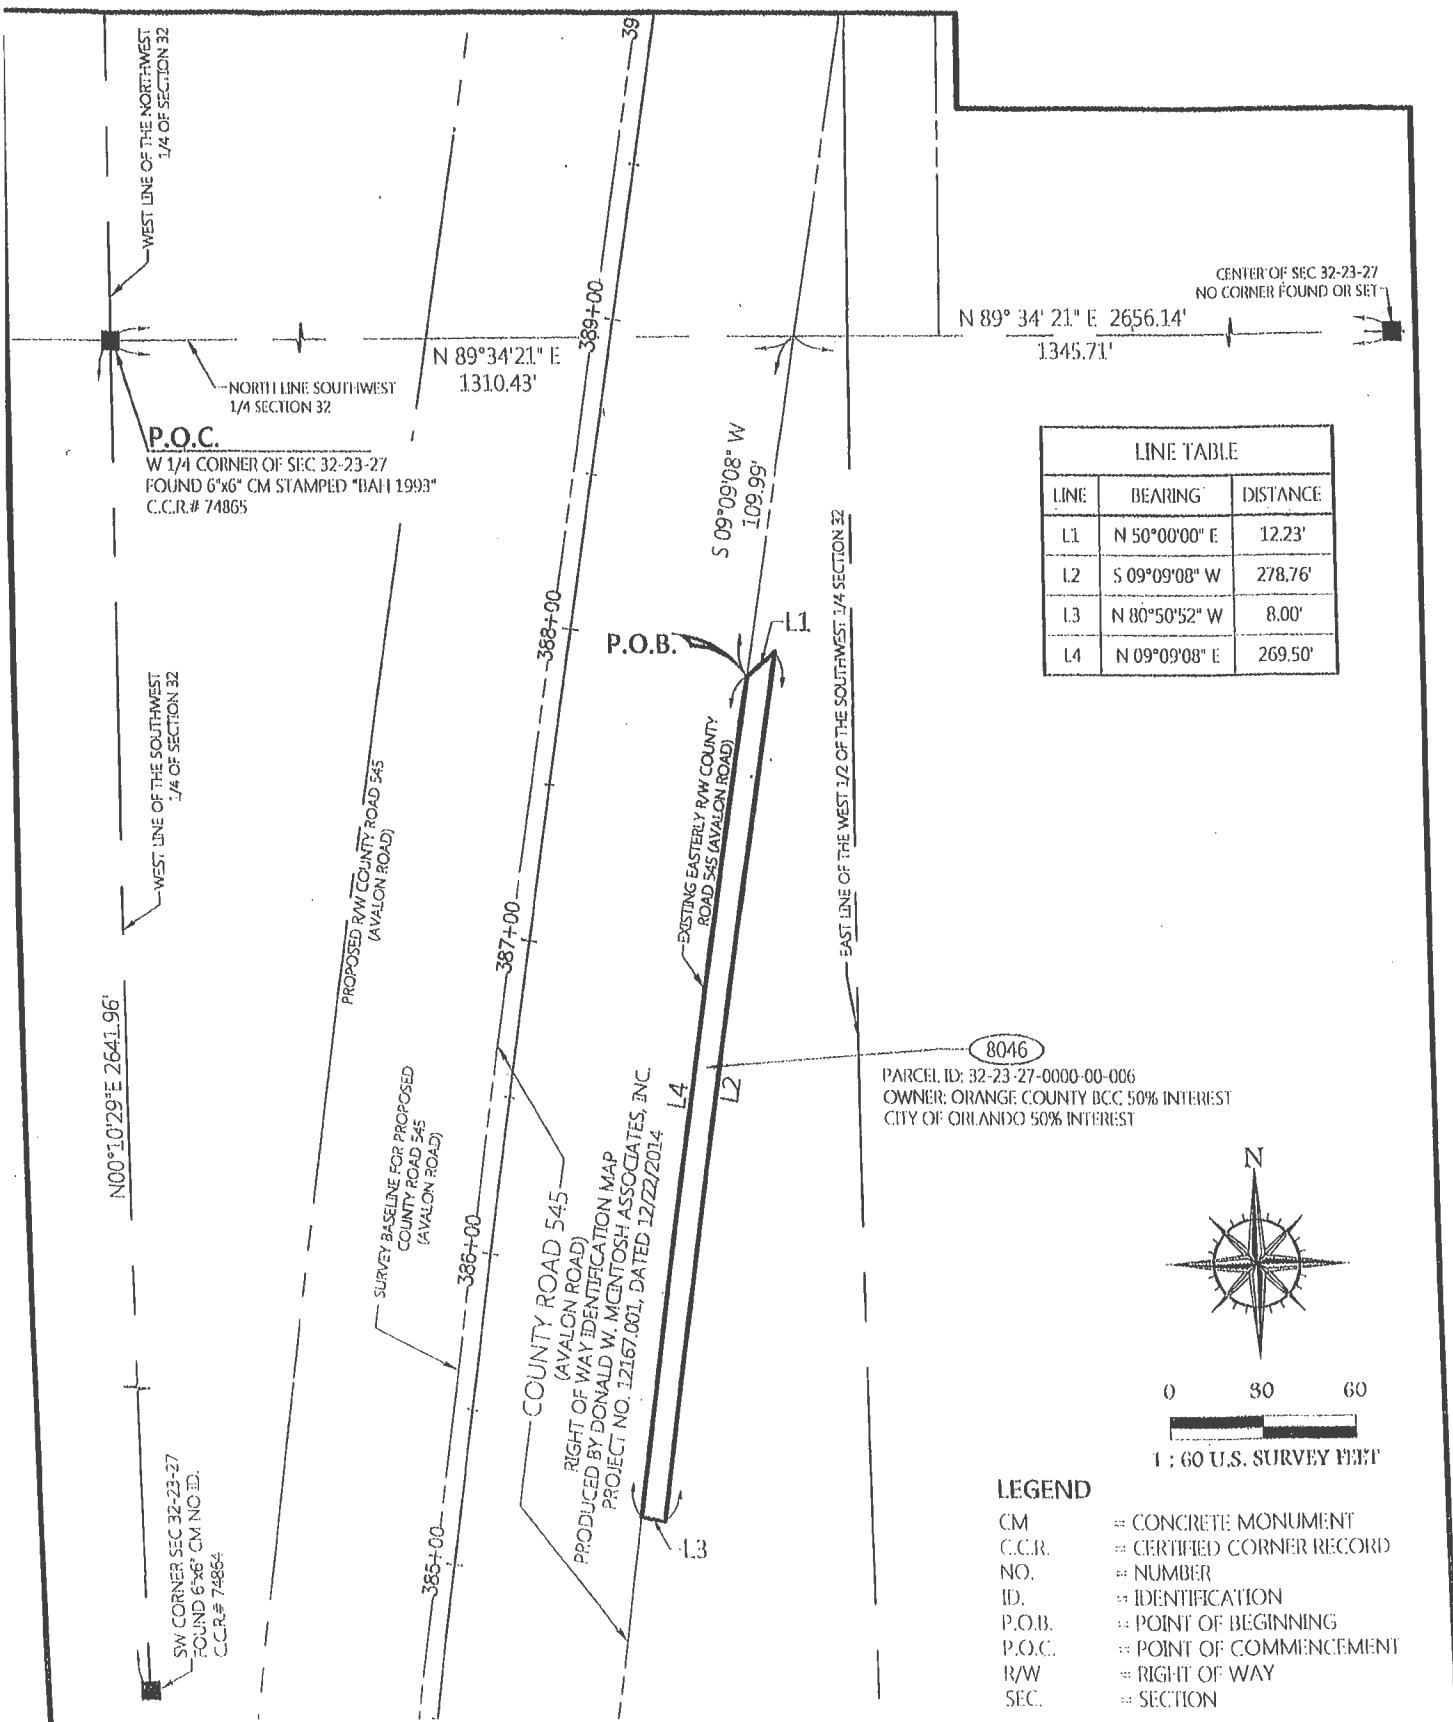 WEST LINE OF THE NORTHWEST
1/4 OF SECTION 32
39
389+00
CENTER OF SEC 32-23-27
NO CORNER FOUND OR SET
N 89° 34' 21" E 2656.14'
1345.71'
N 89°34'21" E
1310.43'
NORTH LINE SOUTHWEST
1/4 SECTION 32
P.O.C.
W 1/4 CORNER OF SEC 32-23-27
FOUND 6"x6" CM STAMPED "BAH 1993"
C.C.R.# 74865
S 09°09'08" W
109.99'
LINE TABLE
LINE BEARING DISTANCE
L1 N 50°00'00" E 12.23'
L2 S 09°09'08" W 278.76'
L3 N 80°50'52" W 8.00'
L4 N 09°09'08" E 269.50'
388+00
P.O.B.
L1
WEST LINE OF THE SOUTHWEST
1/4 OF SECTION 32
PROPOSED R/W COUNTY ROAD 545
(AVALON ROAD)
EXISTING EASTERLY R/W COUNTY
ROAD 545 (AVALON ROAD)
EAST LINE OF THE WEST 1/2 OF THE SOUTHWEST 1/4 SECTION 32
387+00
N00°10'29"E 2641.96'
8046
PARCEL ID: 32-23-27-0000-00-006
OWNER: ORANGE COUNTY BCC 50% INTEREST
CITY OF ORLANDO 50% INTEREST
L4
L2
SURVEY BASELINE FOR PROPOSED
COUNTY ROAD 545
(AVALON ROAD)
386+00
COUNTY ROAD 545
(AVALON ROAD)
RIGHT OF WAY IDENTIFICATION MAP
PRODUCED BY DONALD W. MCINTOSH ASSOCIATES, INC.
PROJECT NO. 12167.001, DATED 12/22/2014
N
0 30 60
1 : 60 U.S. SURVEY FEET
385+00
L3
SW CORNER SEC 32-23-27
FOUND 6"x6" CM NO ID.
C.C.R.# 74864
LEGEND
CM = CONCRETE MONUMENT
C.C.R. = CERTIFIED CORNER RECORD
NO. = NUMBER
ID. = IDENTIFICATION
P.O.B. = POINT OF BEGINNING
P.O.C. = POINT OF COMMENCEMENT
R/W = RIGHT OF WAY
SEC. = SECTION